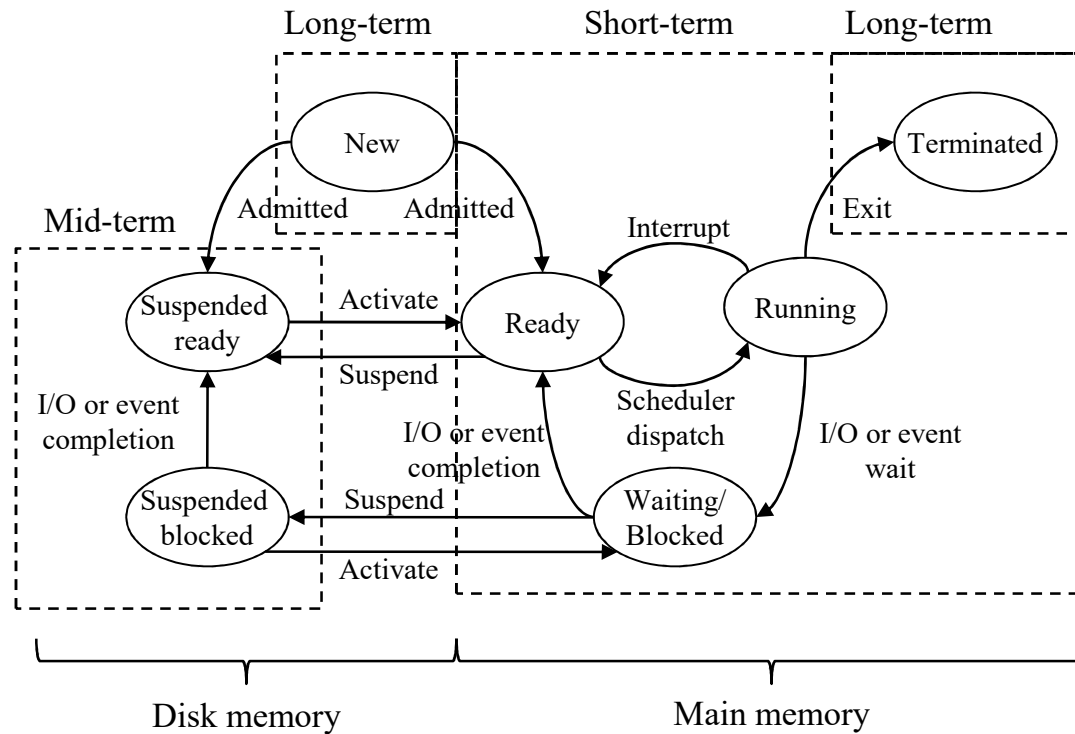 Long-term
Short-term
Long-term
New
Terminated
Admitted
Admitted
Exit
Mid-term
Interrupt
Suspended
ready
Activate
Ready
Running
Suspend
Scheduler
dispatch
I/O or event
completion
I/O or event
completion
I/O or event
wait
Suspended
blocked
Suspend
Waiting/
Blocked
Activate
Disk memory
Main memory